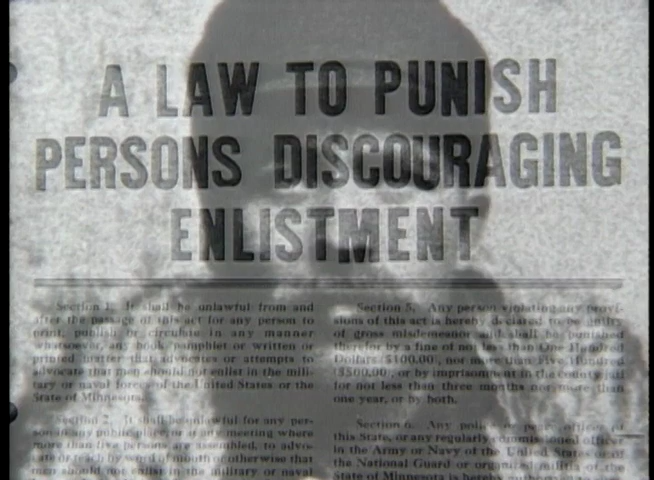 A LAW TO PUNISH
PERSONS DISCOURAGING
ENLISTMENT
Section 1. It shall be unlawful from and
after the passage of this act for any person to
print, publish or circulate in any manner
whatsoever, any book, pamphlet or written or
printed matter that advocates or attempts to
advocate that men should not enlist in the mili-
tary or naval forces of the United States or the
State of Minnesota.
Section 2. It shall be unlawful for any per-
son in any public place, or at any meeting where
more than five persons are assembled, to advo-
cate or teach by word of mouth or otherwise that
men should not enlist in the military or naval
Section 5. Any person violating any provi-
sions of this act is hereby declared to be guilty
of gross misdemeanor and shall be punished
therefor by a fine of not less than One Hundred
Dollars ($100.00), nor more than Five Hundred
($500.00), or by imprisonment in the county jail
for not less than three months nor more than
one year, or by both.
Section 6. Any police or peace officer of
this State, or any regularly commissioned officer
in the Army or Navy of the United States or of
the National Guard or organized militia of the
State of Minnesota is hereby authorized to